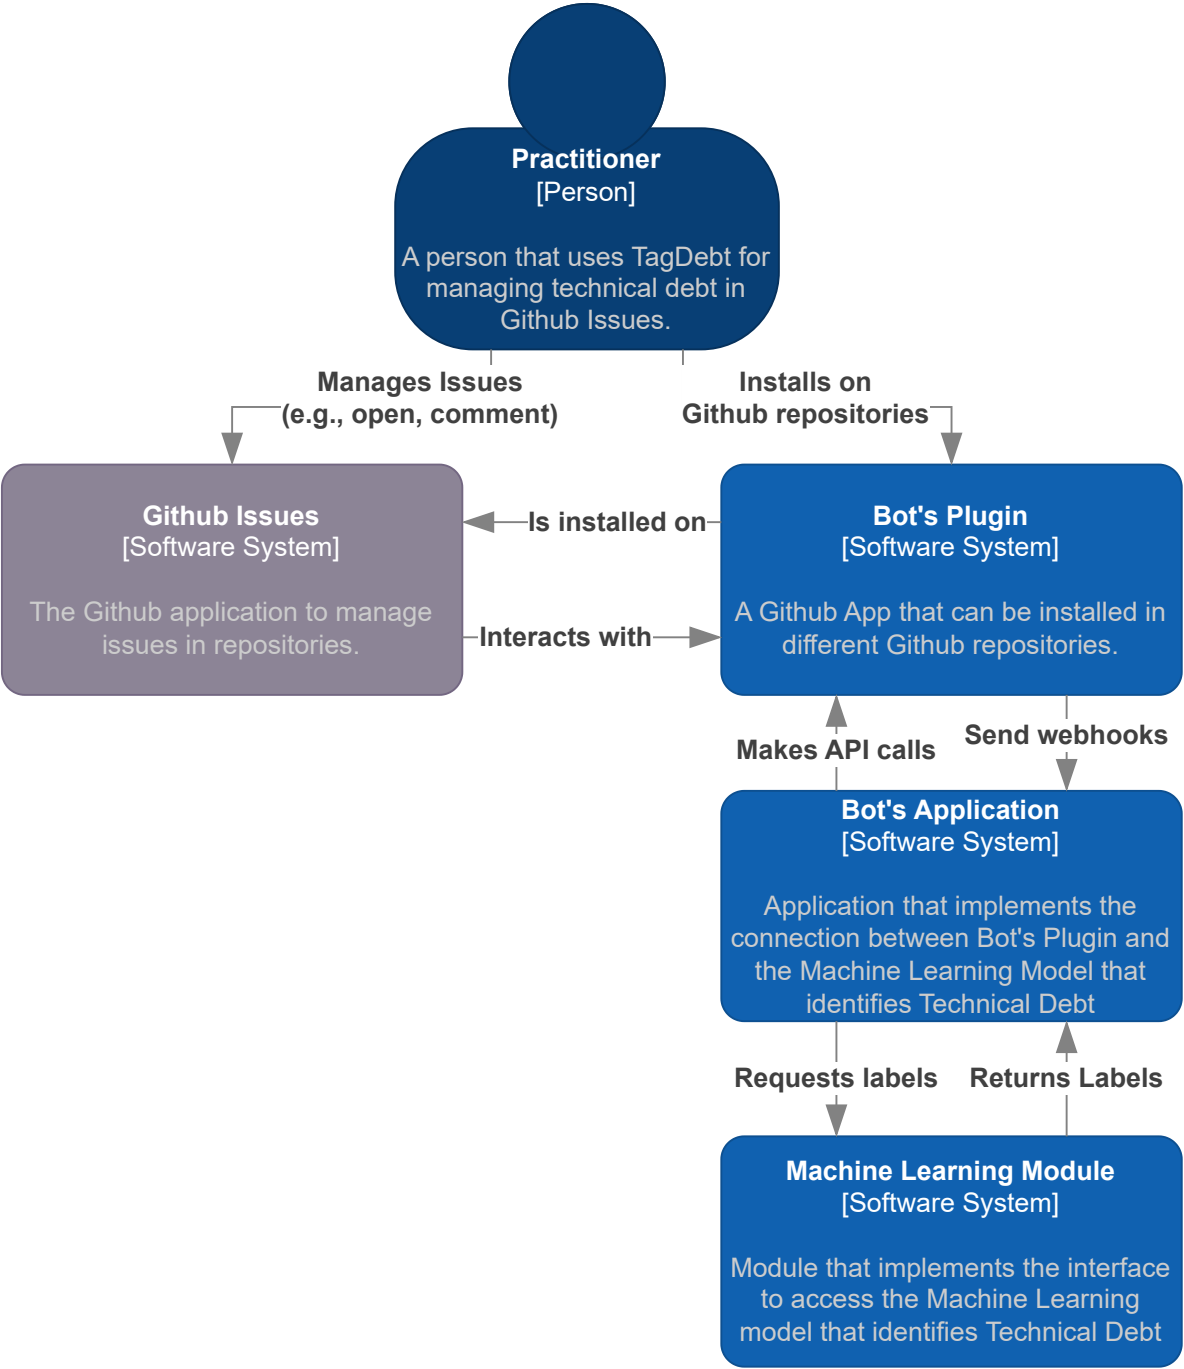 Practitioner
[Person]
A person that uses TagDebt for
managing technical debt in
Github Issues.
Manages Issues
(e.g., open, comment)
Installs on
Github repositories
Github Issues
[Software System]
The Github application to manage
issues in repositories.
Is installed on
Interacts with
Bot's Plugin
[Software System]
A Github App that can be installed in
different Github repositories.
Makes API calls
Send webhooks
Bot's Application
[Software System]
Application that implements the
connection between Bot's Plugin and
the Machine Learning Model that
identifies Technical Debt
Requests labels
Returns Labels
Machine Learning Module
[Software System]
Module that implements the interface
to access the Machine Learning
model that identifies Technical Debt